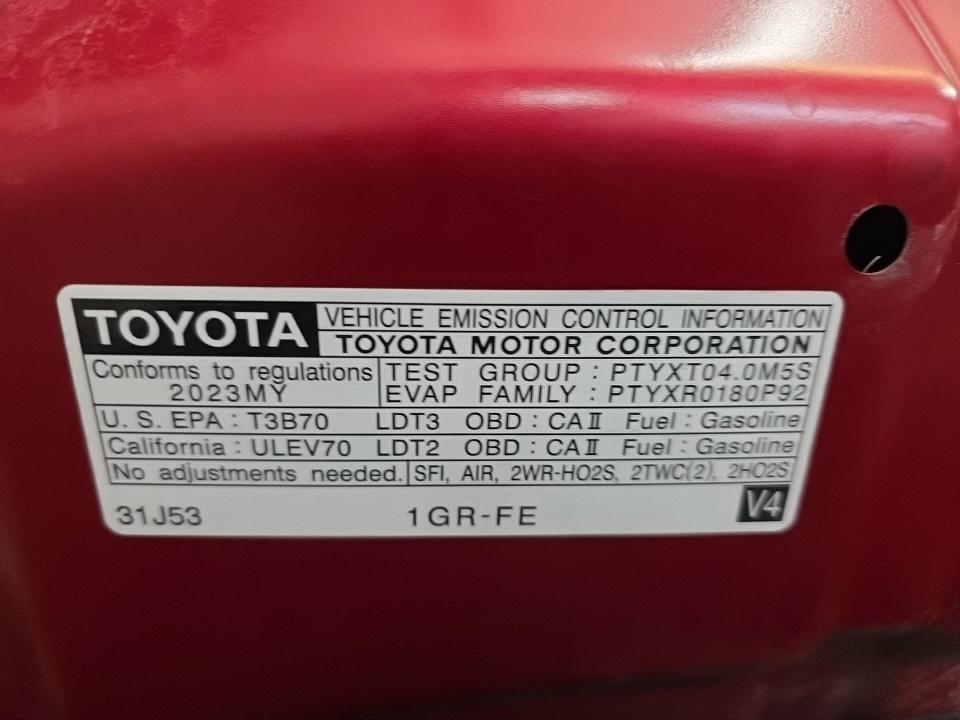 TOYOTA
VEHICLE EMISSION CONTROL INFORMATION
TOYOTA MOTOR CORPORATION
Conforms to regulations
2023MY
TEST GROUP : PTYXT04.0M5S
EVAP FAMILY : PTYXR0180P92
U. S. EPA : T3B70 LDT3 OBD : CAⅡ Fuel : Gasoline
California : ULEV70 LDT2 OBD : CAⅡ Fuel : Gasoline
No adjustments needed. SFI, AIR, 2WR-HO2S, 2TWC(2), 2HO2S
31J53 1GR-FE V4